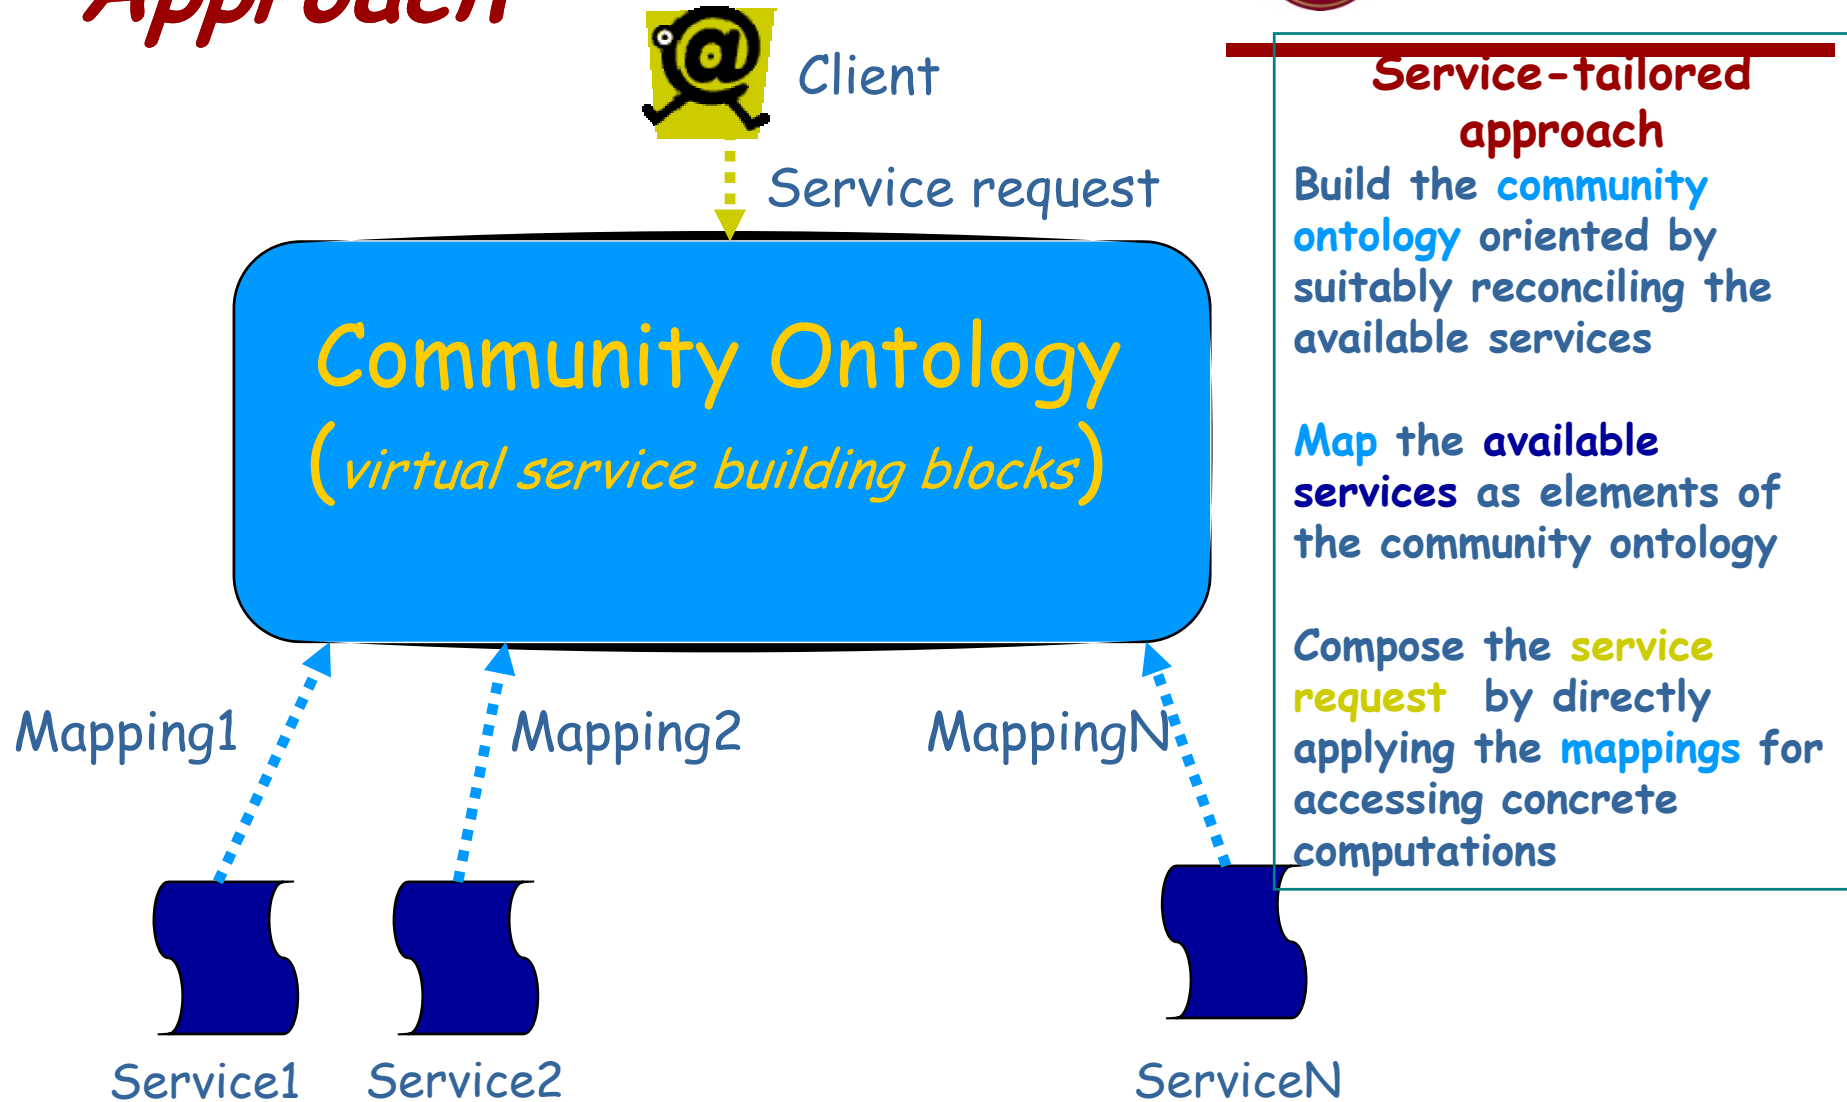 Approach
Client
Service request
Community Ontology
(virtual service building blocks)
Mapping1
Mapping2
MappingN
Service1
Service2
ServiceN
Service-tailored
approach
Build the community
ontology oriented by
suitably reconciling the
available services
Map the available
services as elements of
the community ontology
Compose the service
request by directly
applying the mappings for
accessing concrete
computations